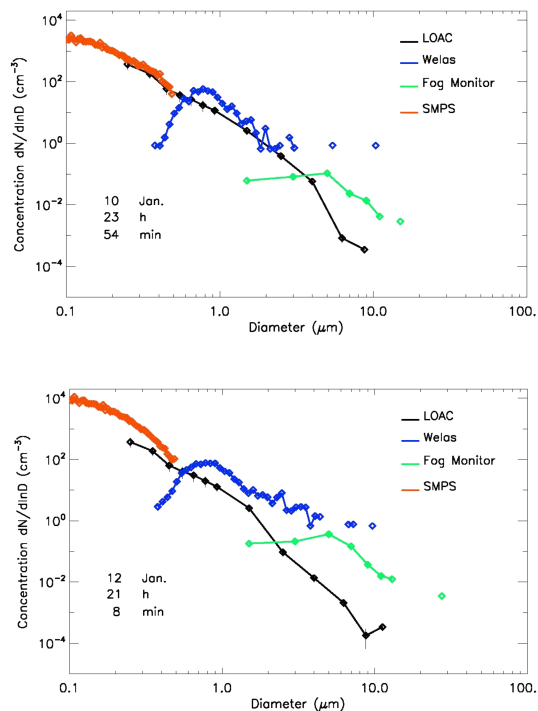 Concentration dN/dlnD (cm⁻³)
10⁴
10²
10⁰
10⁻²
10⁻⁴
LOAC
Welas
Fog Monitor
SMPS
10 Jan.
23 h
54 min
0.1 1.0 10.0 100.
Diameter (μm)
Concentration dN/dlnD (cm⁻³)
10⁴
10²
10⁰
10⁻²
10⁻⁴
LOAC
Welas
Fog Monitor
SMPS
12 Jan.
21 h
8 min
0.1 1.0 10.0 100.0
Diameter (μm)